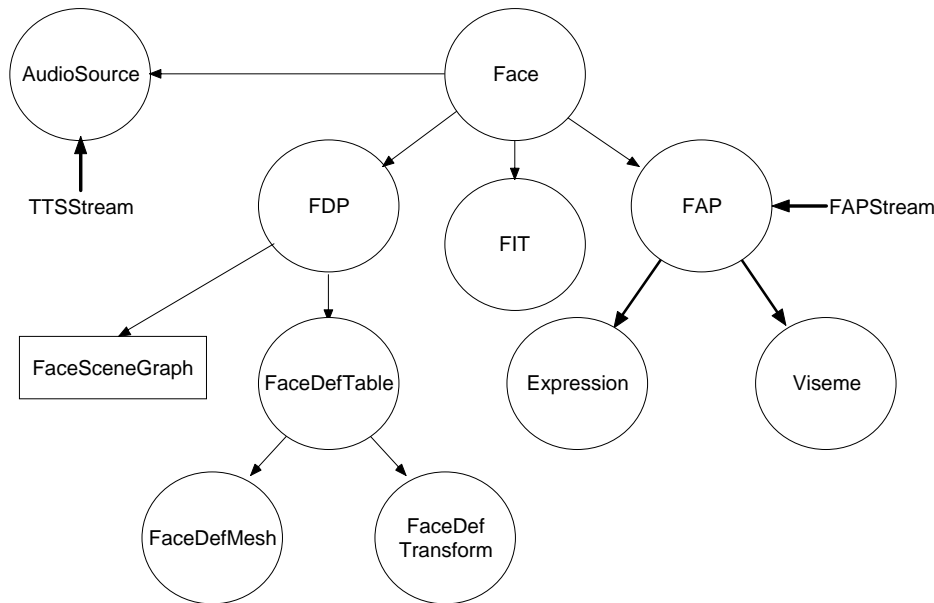 AudioSource
Face
TTSStream
FDP
FIT
FAP
FAPStream
FaceSceneGraph
FaceDefTable
Expression
Viseme
FaceDefMesh
FaceDef
Transform